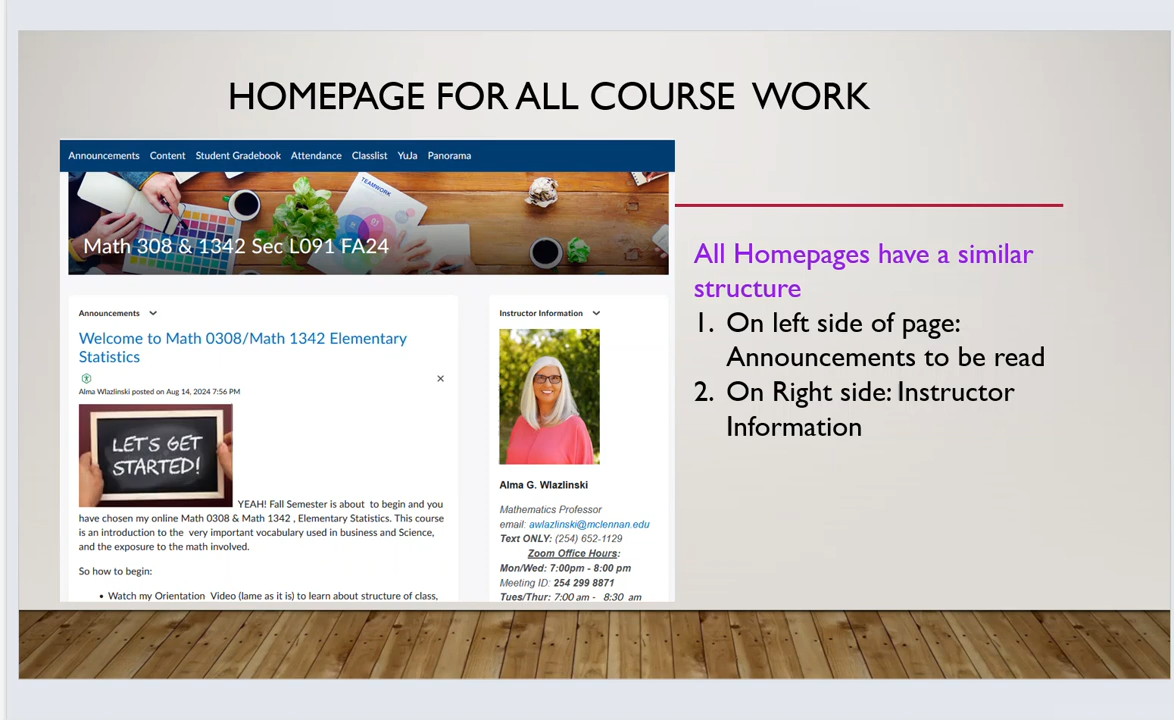 HOMEPAGE FOR ALL COURSE WORK
Announcements Content Student Gradebook Attendance Classlist YuJa Panorama
TEAMWORK
Math 308 & 1342 Sec L091 FA24
Announcements
Welcome to Math 0308/Math 1342 Elementary
Statistics
Alma Wlazlinski posted on Aug 14, 2024 7:56 PM
LET'S GET
STARTED!
YEAH! Fall Semester is about to begin and you
have chosen my online Math 0308 & Math 1342 , Elementary Statistics. This course
is an introduction to the very important vocabulary used in business and Science,
and the exposure to the math involved.
So how to begin:
• Watch my Orientation Video (lame as it is) to learn about structure of class,
Instructor Information
Alma G. Wlazlinski
Mathematics Professor
email: awlazlinski@mclennan.edu
Text ONLY: (254) 652-1129
Zoom Office Hours:
Mon/Wed: 7:00pm - 8:00 pm
Meeting ID: 254 299 8871
Tues/Thur: 7:00 am - 8:30 am
All Homepages have a similar
structure
1. On left side of page:
Announcements to be read
2. On Right side: Instructor
Information